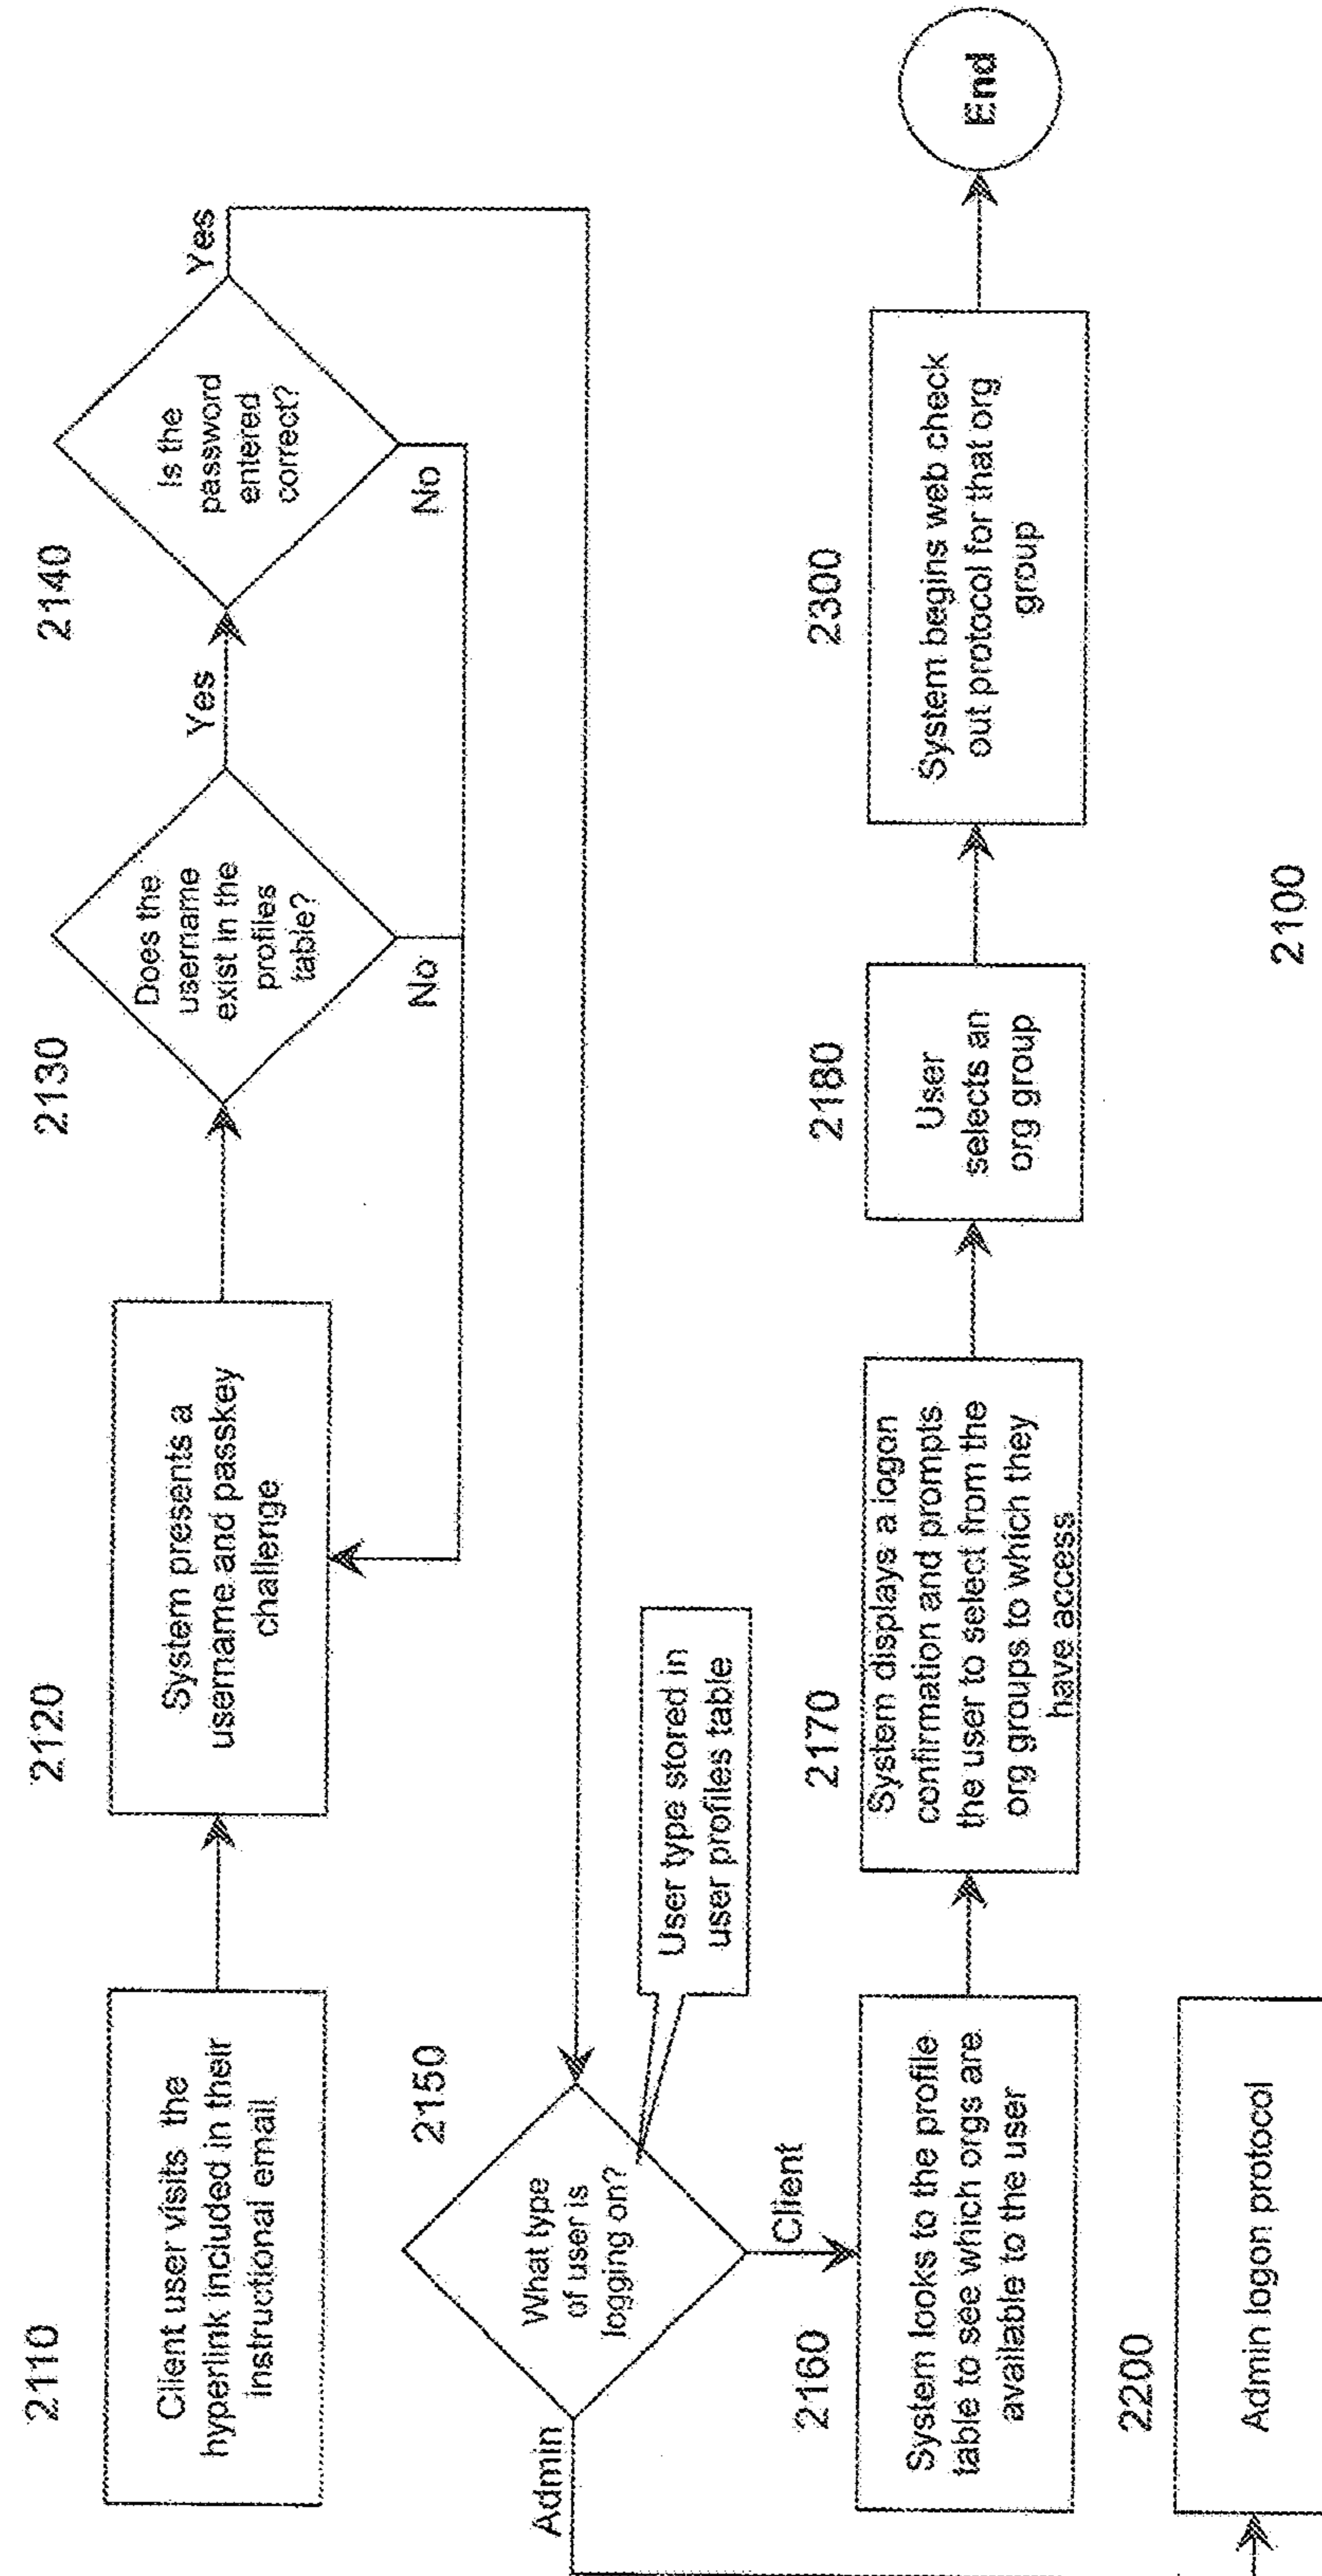 2110
Client user visits the
hyperlink included in their
instructional email
2120
System presents a
username and passkey
challenge
2130
Does the
username
exist in the
profiles
table?
Yes
No
2140
Is the
password
entered
correct?
Yes
No
2150
What type
of user is
logging on?
User type stored in
user profiles table
Admin
Client
2160
System looks to the profile
table to see which orgs are
available to the user
2170
System displays a logon
confirmation and prompts
the user to select from the
org groups to which they
have access
2180
User
selects an
org group
2300
System begins web check
out protocol for that org
group
End
2200
Admin logon protocol
2100